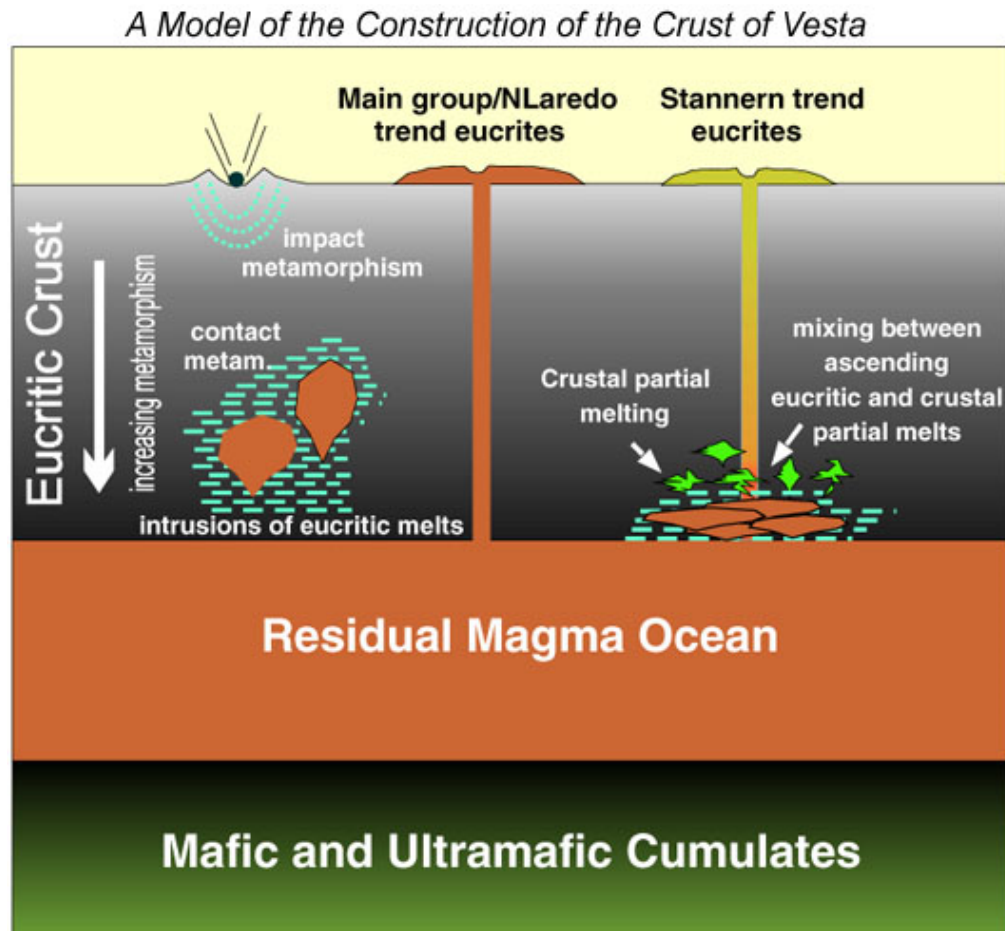 A Model of the Construction of the Crust of Vesta
Main group/NLaredo
trend eucrites
Stannern trend
eucrites
impact
metamorphism
Eucritic Crust
increasing metamorphism
contact
metam.
intrusions of eucritic melts
Crustal partial
melting
mixing between
ascending
eucritic and crustal
partial melts
Residual Magma Ocean
Mafic and Ultramafic Cumulates